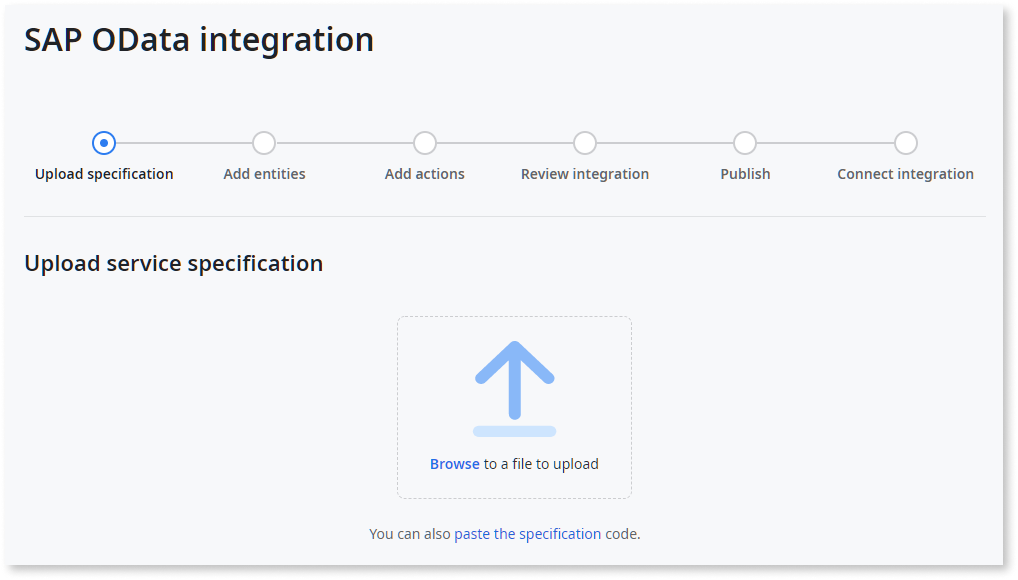 SAP OData integration
Upload specification Add entities Add actions Review integration Publish Connect integration
Upload service specification
Browse to a file to upload
You can also paste the specification code.